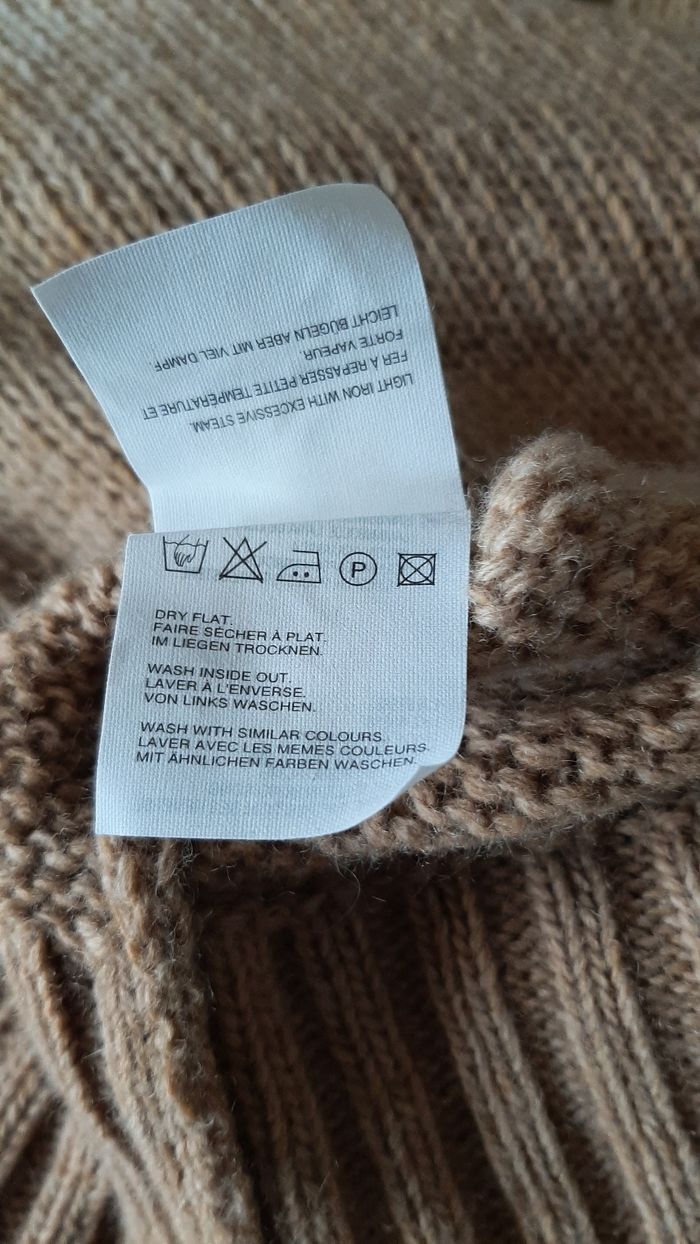 LIGHT IRON WITH EXCESSIVE STEAM.
FER A REPASSER PETITE TEMPÉRATURE ET
FORTE VAPEUR.
LEICHT BÜGELN ABER MIT VIEL DAMPF.
P
DRY FLAT.
FAIRE SÉCHER À PLAT.
IM LIEGEN TROCKNEN.
WASH INSIDE OUT.
LAVER À L'ENVERSE.
VON LINKS WASCHEN.
WASH WITH SIMILAR COLOURS.
LAVER AVEC LES MEMES COULEURS.
MIT ÄHNLICHEN FARBEN WASCHEN.